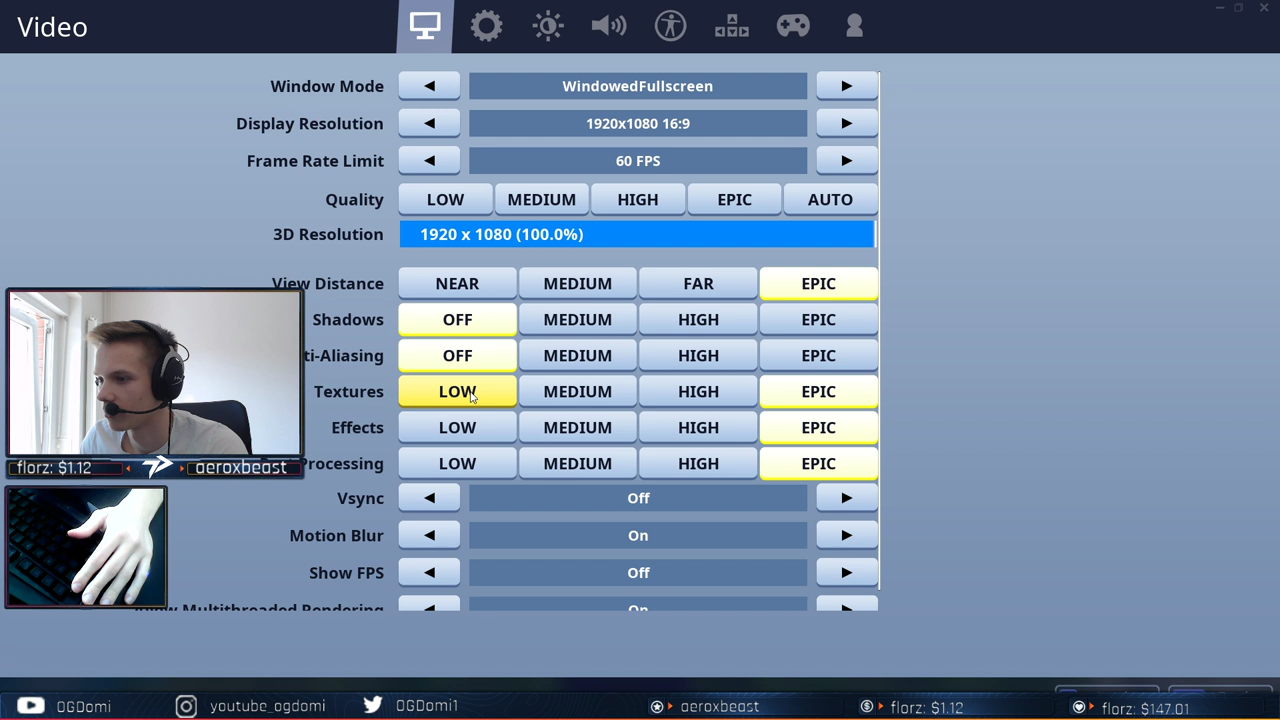 Video
Window Mode
WindowedFullscreen
Display Resolution
1920x1080 16:9
Frame Rate Limit
60 FPS
Quality
LOW MEDIUM HIGH EPIC AUTO
3D Resolution
1920 x 1080 (100.0%)
View Distance
NEAR MEDIUM FAR EPIC
Shadows
OFF MEDIUM HIGH EPIC
ti-Aliasing
OFF MEDIUM HIGH EPIC
Textures
LOW MEDIUM HIGH EPIC
Effects
LOW MEDIUM HIGH EPIC
Processing
LOW MEDIUM HIGH EPIC
Vsync
Off
Motion Blur
On
Show FPS
Off
Multithreaded Rendering
On
florz: $1.12 aeroxbeast
OGDomi youtube_ogdomi OGDomi1 aeroxbeast florz: $1.12 florz: $147.01